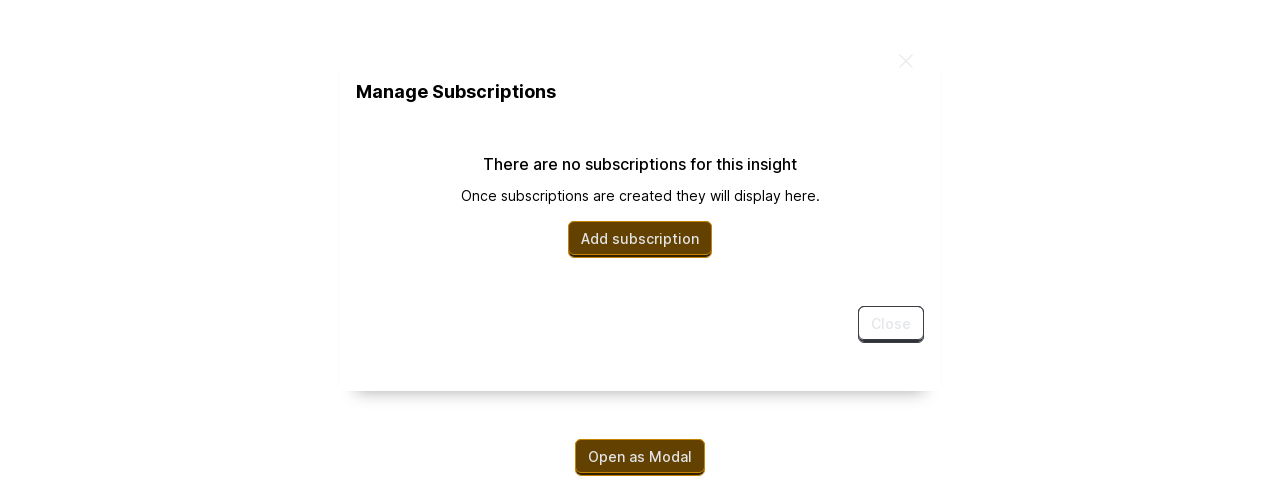 Manage Subscriptions
There are no subscriptions for this insight
Once subscriptions are created they will display here.
Add subscription
Close
Open as Modal